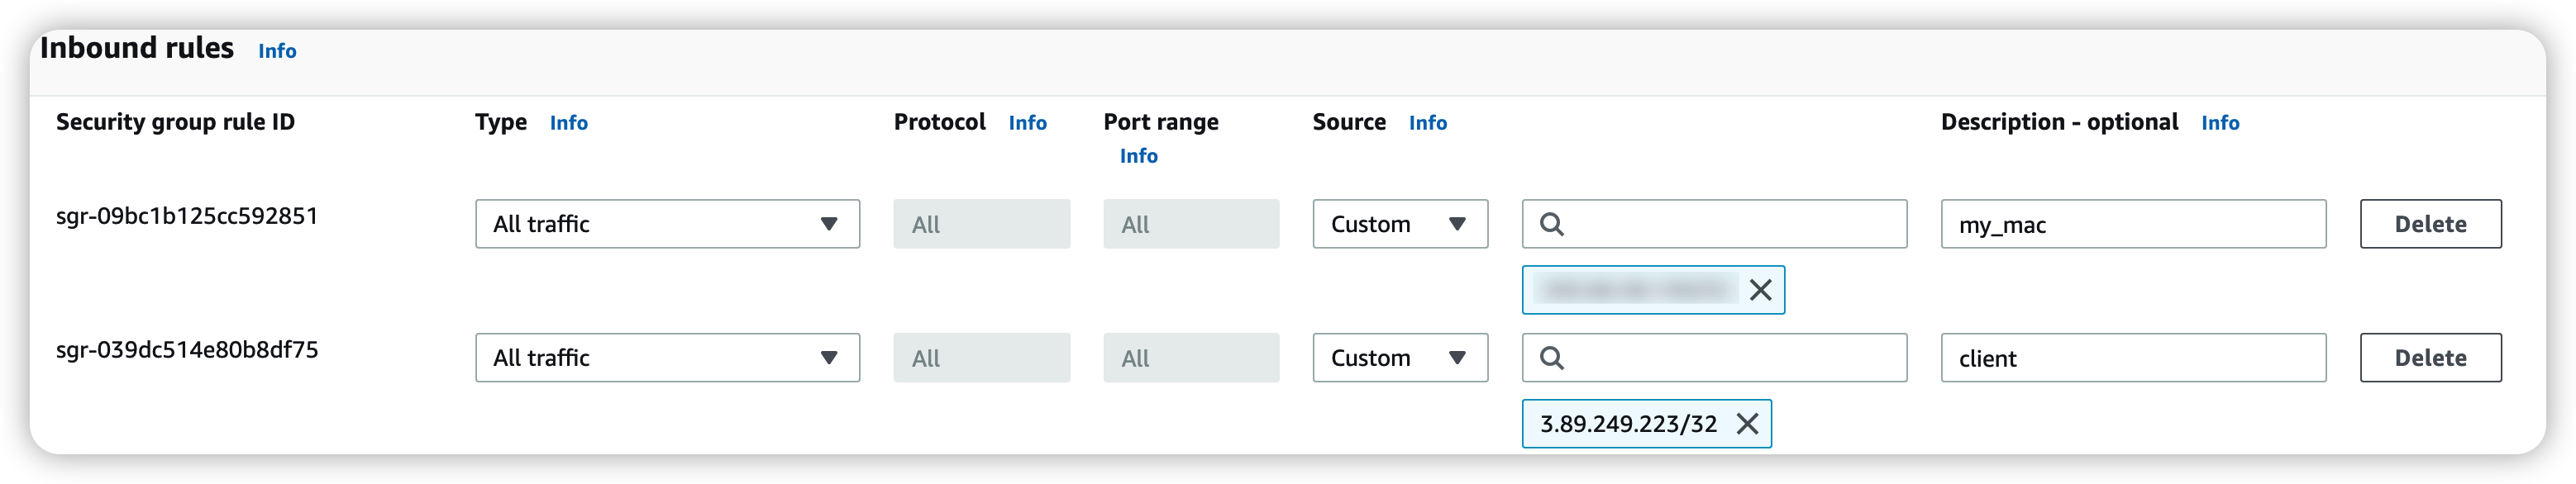 Inbound rules Info
Security group rule ID Type Info Protocol Info Port range Info Source Info Description - optional Info
sgr-09bc1b125cc592851 All traffic All All Custom my_mac Delete
sgr-039dc514e80b8df75 All traffic All All Custom client Delete
3.89.249.223/32